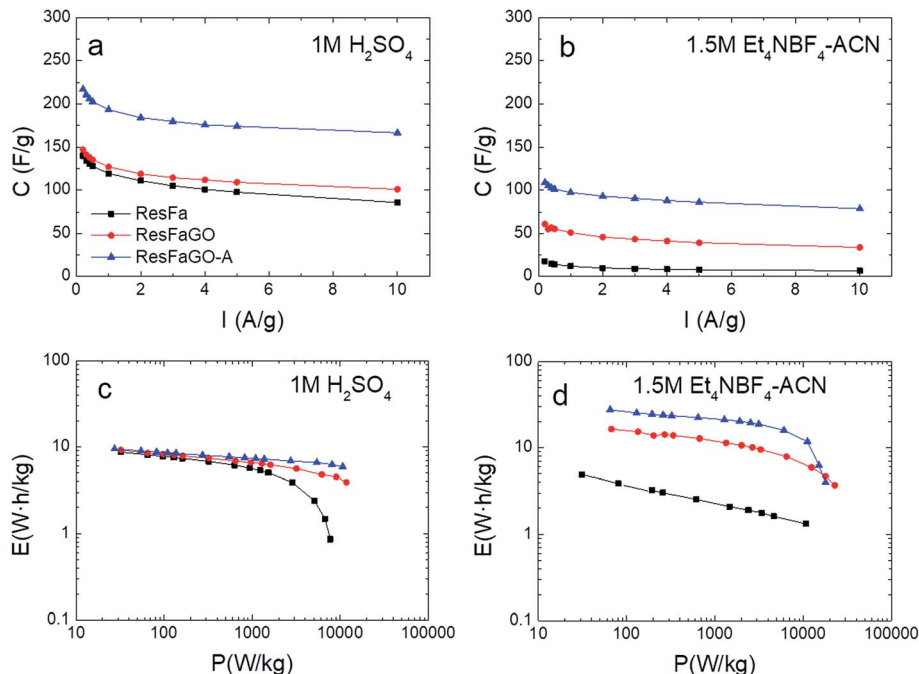 a
1M H₂SO₄
300
250
200
150
100
50
0
C (F/g)
ResFa
ResFaGO
ResFaGO-A
0 2 4 6 8 10
I (A/g)
b
1.5M Et₄NBF₄-ACN
300
250
200
150
100
50
0
C (F/g)
0 2 4 6 8 10
I (A/g)
c
1M H₂SO₄
100
10
1
0.1
E(W·h/kg)
10 100 1000 10000 100000
P(W/kg)
d
1.5M Et₄NBF₄-ACN
100
10
1
0.1
E(W·h/kg)
10 100 1000 10000 100000
P(W/kg)